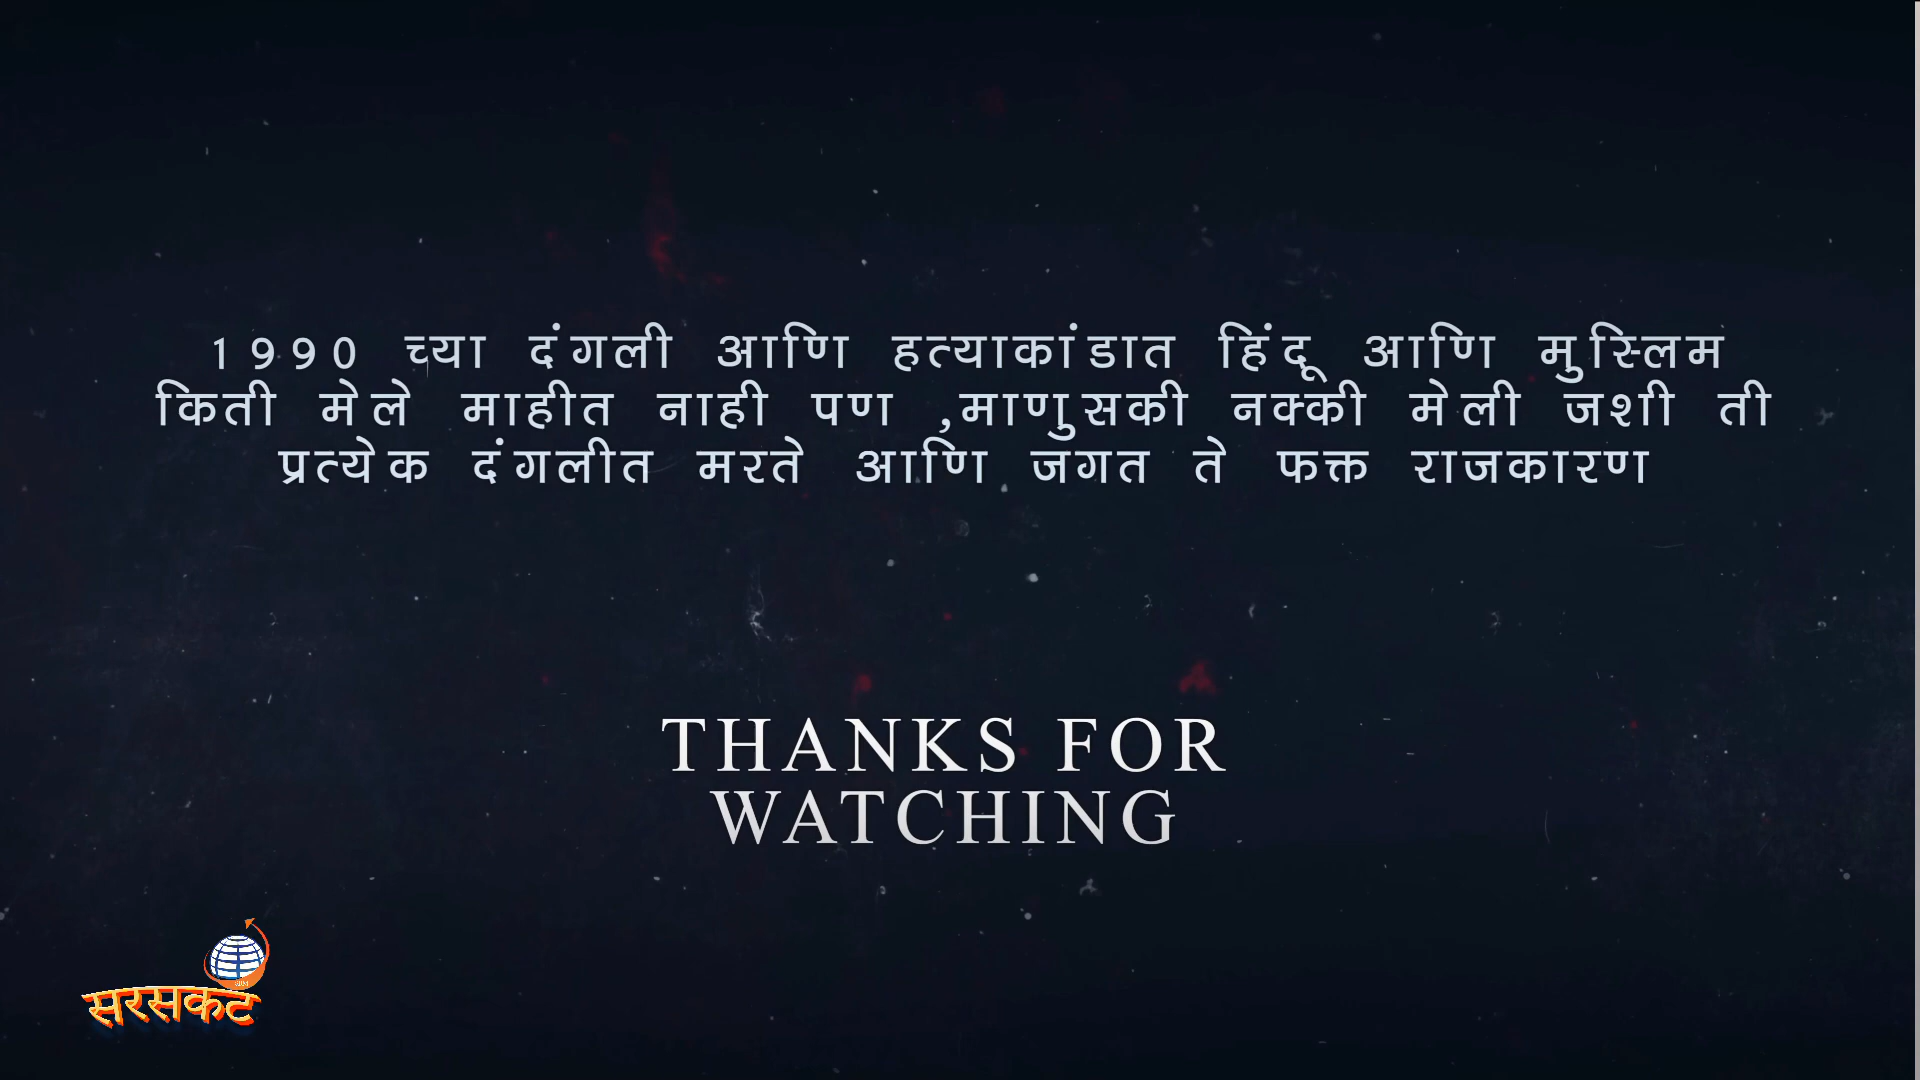 1990 च्या दंगली आणि हत्याकांडात हिंदू आणि मुस्लिम
किती मेले माहीत नाही पण ,माणुसकी नक्की मेली जशी ती
प्रत्येक दंगलीत मरते आणि जगत ते फक्त राजकारण
THANKS FOR
WATCHING
सरसकट